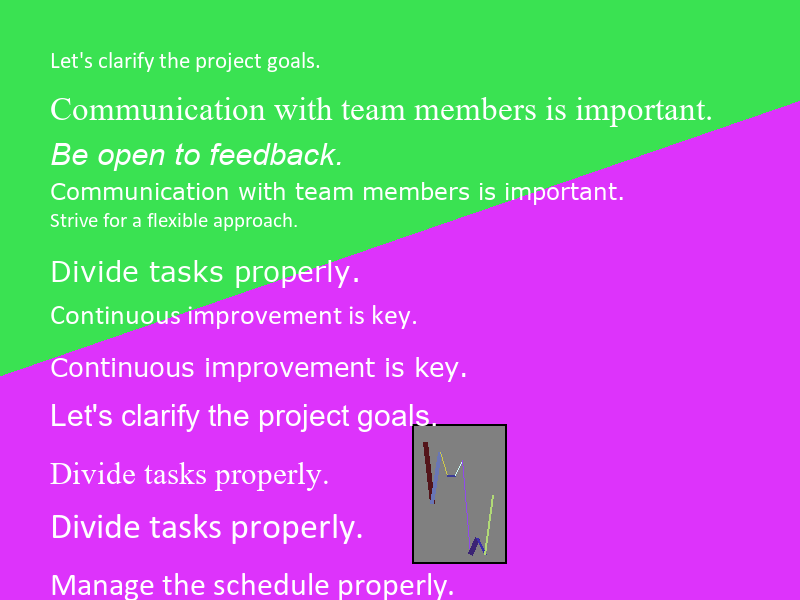 Let's clarify the project goals.
Communication with team members is important.
Be open to feedback.
Communication with team members is important.
Strive for a flexible approach.
Divide tasks properly.
Continuous improvement is key.
Continuous improvement is key.
Let's clarify the project goals.
Divide tasks properly.
Divide tasks properly.
Manage the schedule properly.